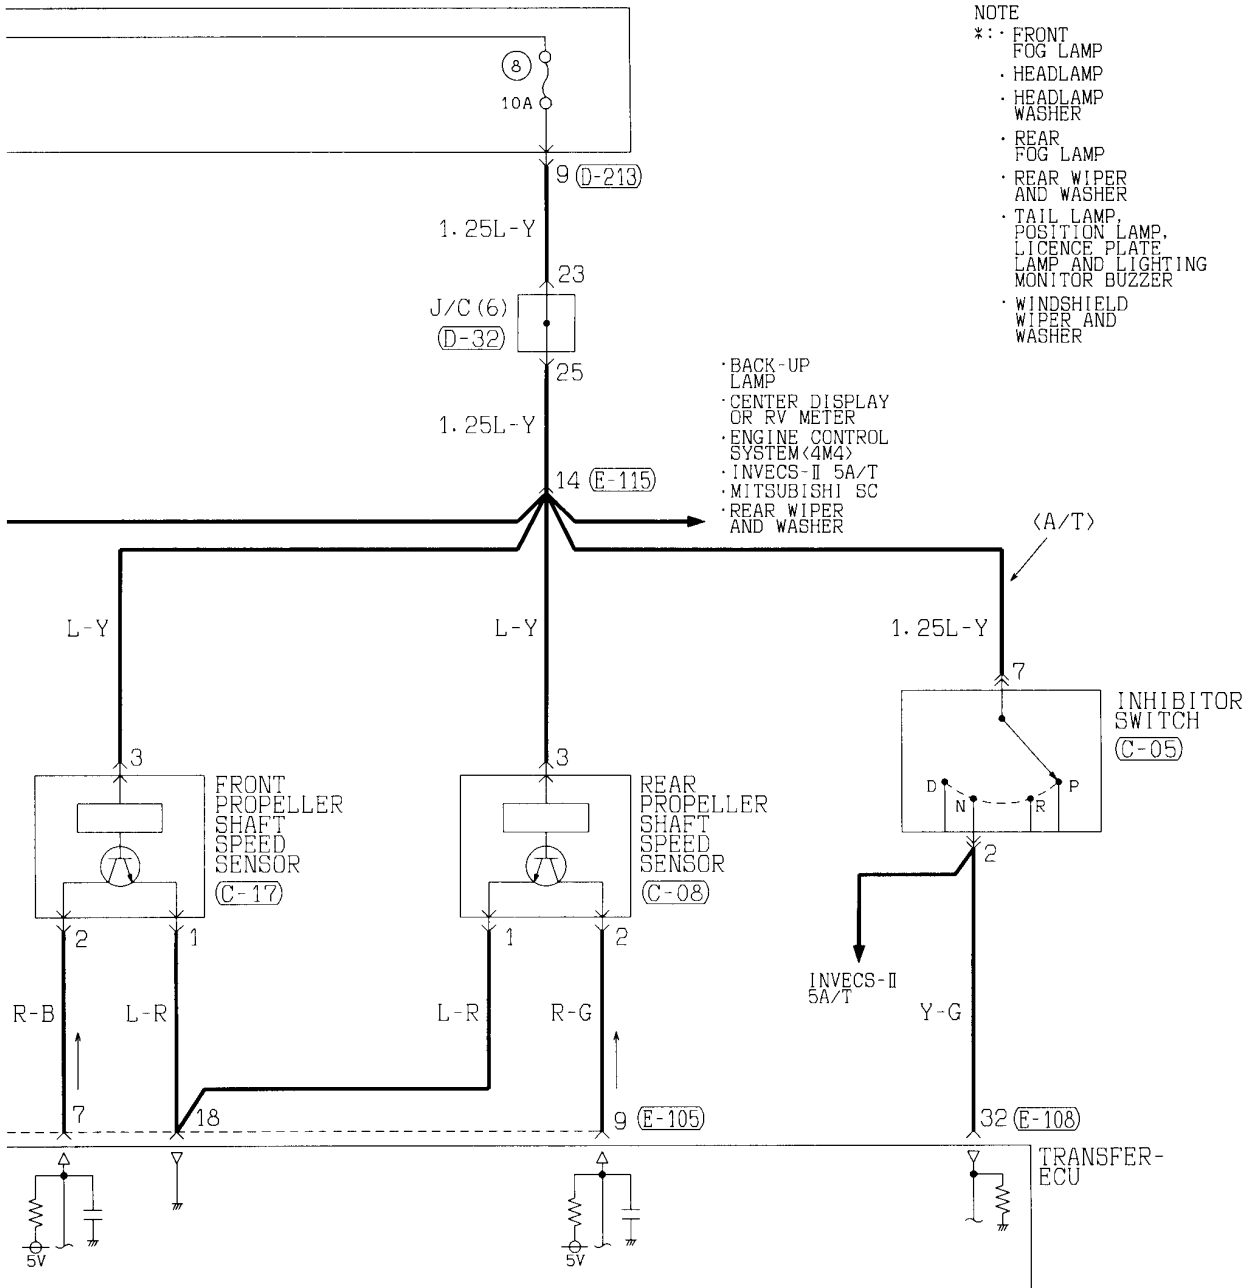 NOTE
*:· FRONT
FOG LAMP
· HEADLAMP
· HEADLAMP
WASHER
· REAR
FOG LAMP
· REAR WIPER
AND WASHER
· TAIL LAMP,
POSITION LAMP,
LICENCE PLATE
LAMP AND LIGHTING
MONITOR BUZZER
· WINDSHIELD
WIPER AND
WASHER
8
10A
9 D-213
1.25L-Y
23
J/C(6)
D-32
25
1.25L-Y
14 E-115
· BACK-UP
LAMP
· CENTER DISPLAY
OR RV METER
· ENGINE CONTROL
SYSTEM<4M4>
· INVECS-Ⅱ 5A/T
· MITSUBISHI SC
· REAR WIPER
AND WASHER
<A/T>
L-Y
L-Y
1.25L-Y
7
INHIBITOR
SWITCH
C-05
D
N
R
P
2
3
FRONT
PROPELLER
SHAFT
SPEED
SENSOR
C-17
3
REAR
PROPELLER
SHAFT
SPEED
SENSOR
C-08
2
1
1
2
INVECS-Ⅱ
5A/T
R-B
L-R
L-R
R-G
Y-G
7
18
9 E-105
32 E-108
TRANSFER-
ECU
5V
5V